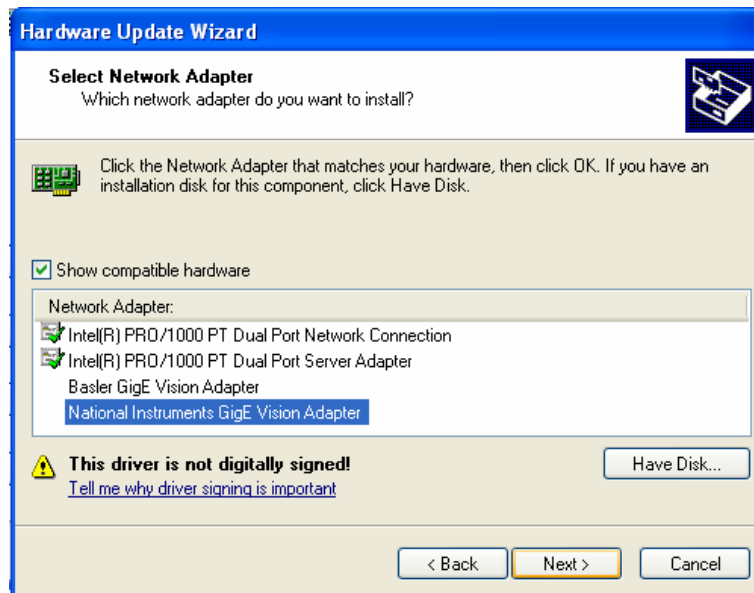 Hardware Update Wizard
Select Network Adapter
Which network adapter do you want to install?
Click the Network Adapter that matches your hardware, then click OK. If you have an
installation disk for this component, click Have Disk.
Show compatible hardware
Network Adapter:
Intel(R) PRO/1000 PT Dual Port Network Connection
Intel(R) PRO/1000 PT Dual Port Server Adapter
Basler GigE Vision Adapter
National Instruments GigE Vision Adapter
This driver is not digitally signed!
Have Disk...
Tell me why driver signing is important
< Back
Next >
Cancel